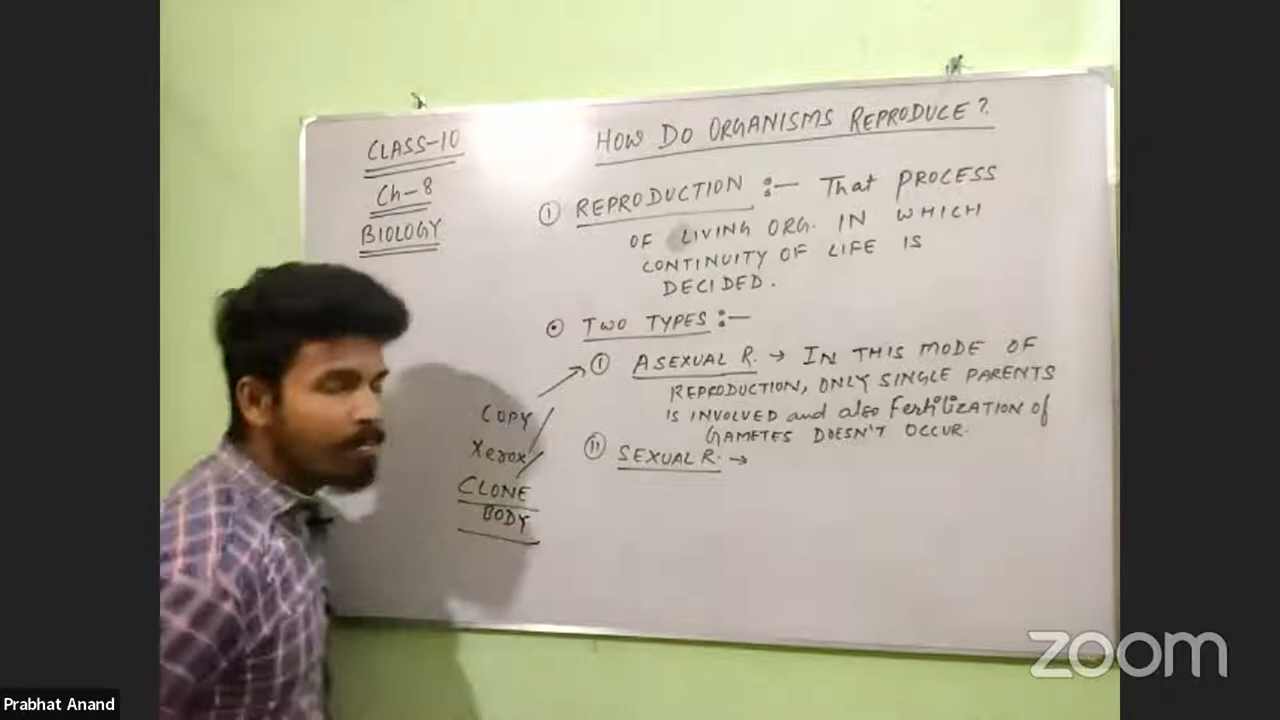 CLASS-10
Ch-8
BIOLOGY
HOW DO ORGANISMS REPRODUCE?
① REPRODUCTION :— That PROCESS
OF LIVING ORG. IN WHICH
CONTINUITY OF LIFE IS
DECIDED.
⊙ TWO TYPES :—
① ASEXUAL R. → IN THIS MODE OF
REPRODUCTION, ONLY SINGLE PARENTS
IS INVOLVED and also Fertilization of
GAMETES DOESN'T OCCUR.
⑪ SEXUAL R. →
COPY
Xerox
CLONE
BODY
zoom
Prabhat Anand